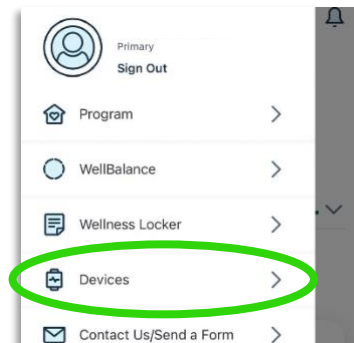 Primary
Sign Out
Program
WellBalance
Wellness Locker
Devices
Contact Us/Send a Form